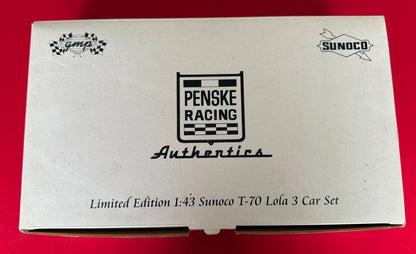 gmp
SUNOCO
PENSKE
RACING
Authentics
Limited Edition 1:43 Sunoco T-70 Lola 3 Car Set